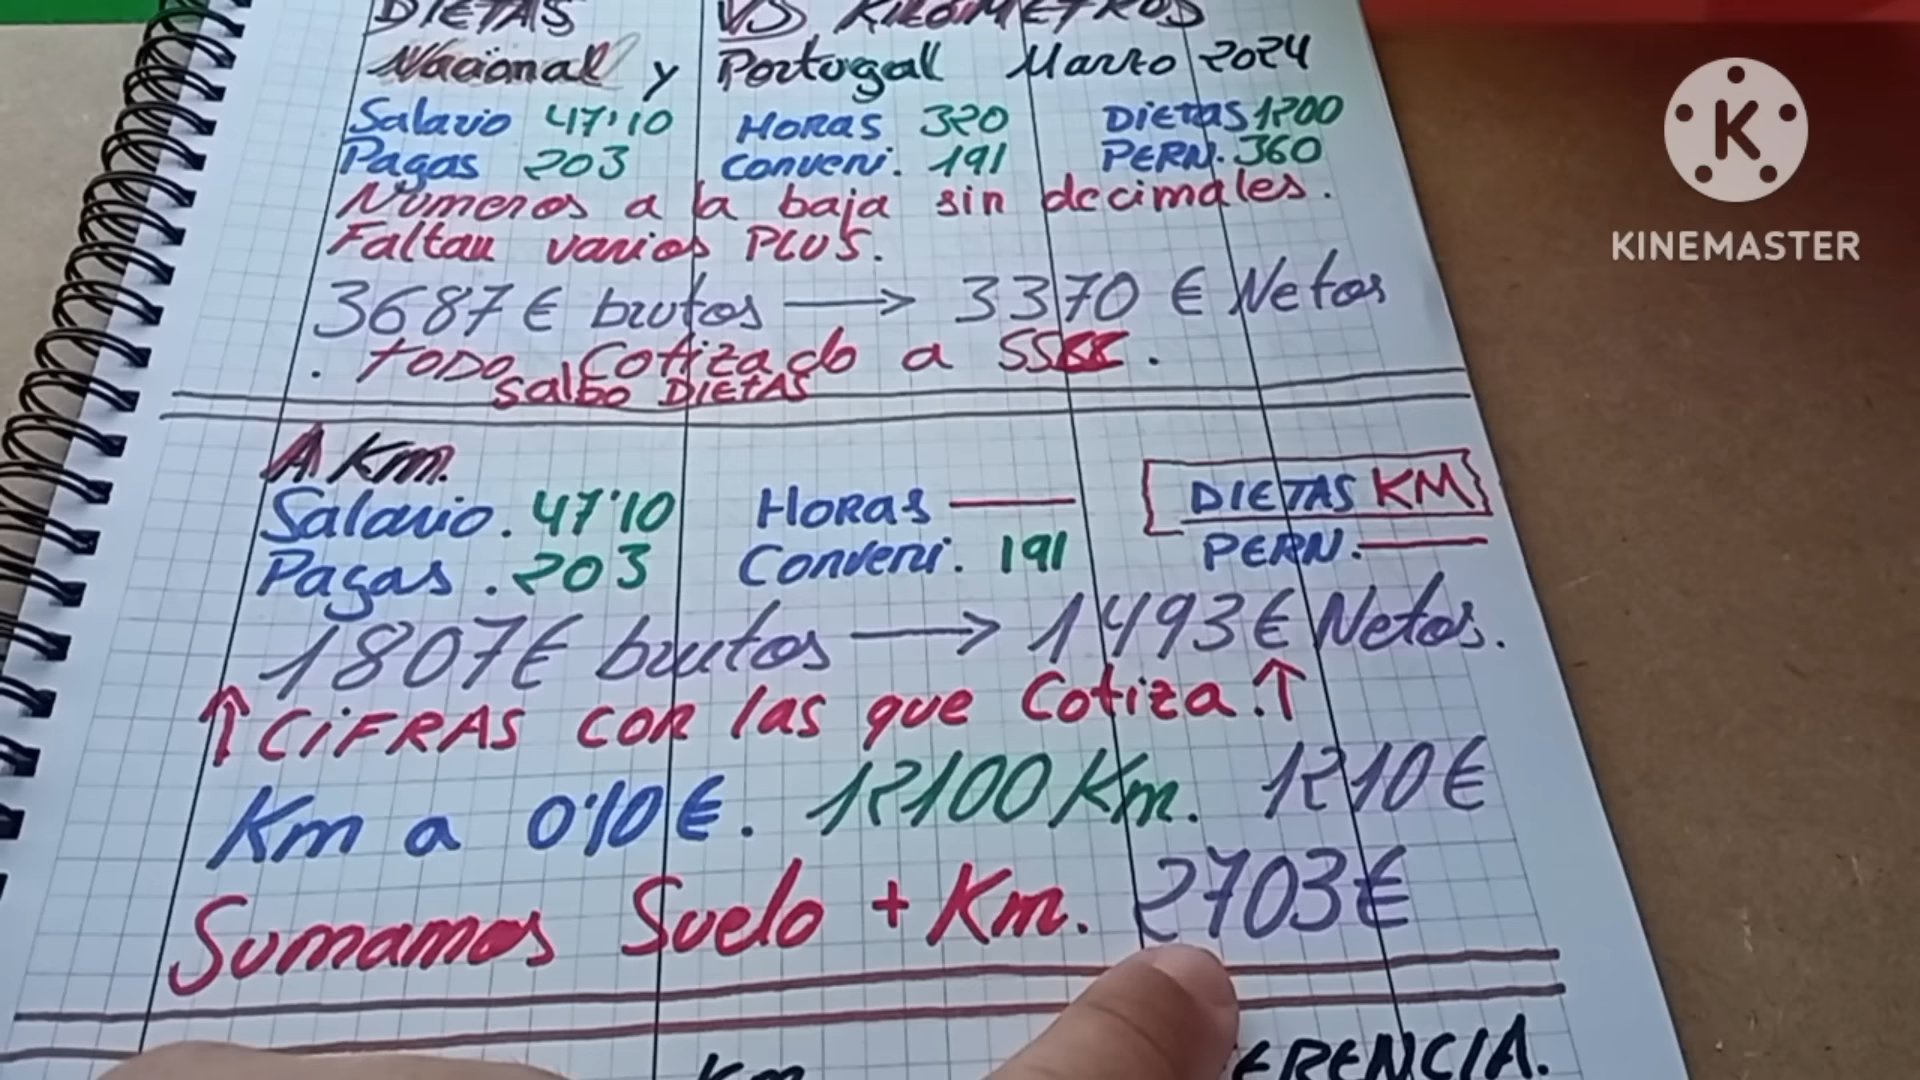 DIETAS VS KILOMETROS
Nacional y Portugal Marzo 2024
Salario 47'10 HORAS 320 DIETAS 1200
Pagas 203 Conveni. 191 PERN. 360
Numeros a la baja sin decimales.
Faltan varios PLUS.
3687€ brutos → 3370 € Netos
. TODO Cotizado a SS .
Salbo DIETAS
A Km.
Salario. 47'10 HORAS — DIETAS KM
Pagas . 203 Conveni. 191 PERN. —
1807€ brutos → 1493€ Netos.
↑ CIFRAS CON las que Cotiza. ↑
Km a 0'10€. 12100 Km. 1210€
Sumamos Suelo + Km. 2703€
Km ERENCIA.
K
KINEMASTER